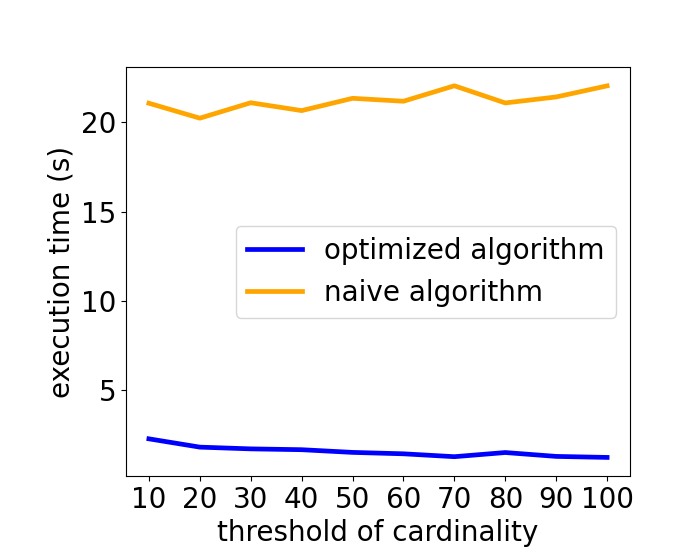 execution time (s)
20
15
10
5
optimized algorithm
naive algorithm
10 20 30 40 50 60 70 80 90 100
threshold of cardinality